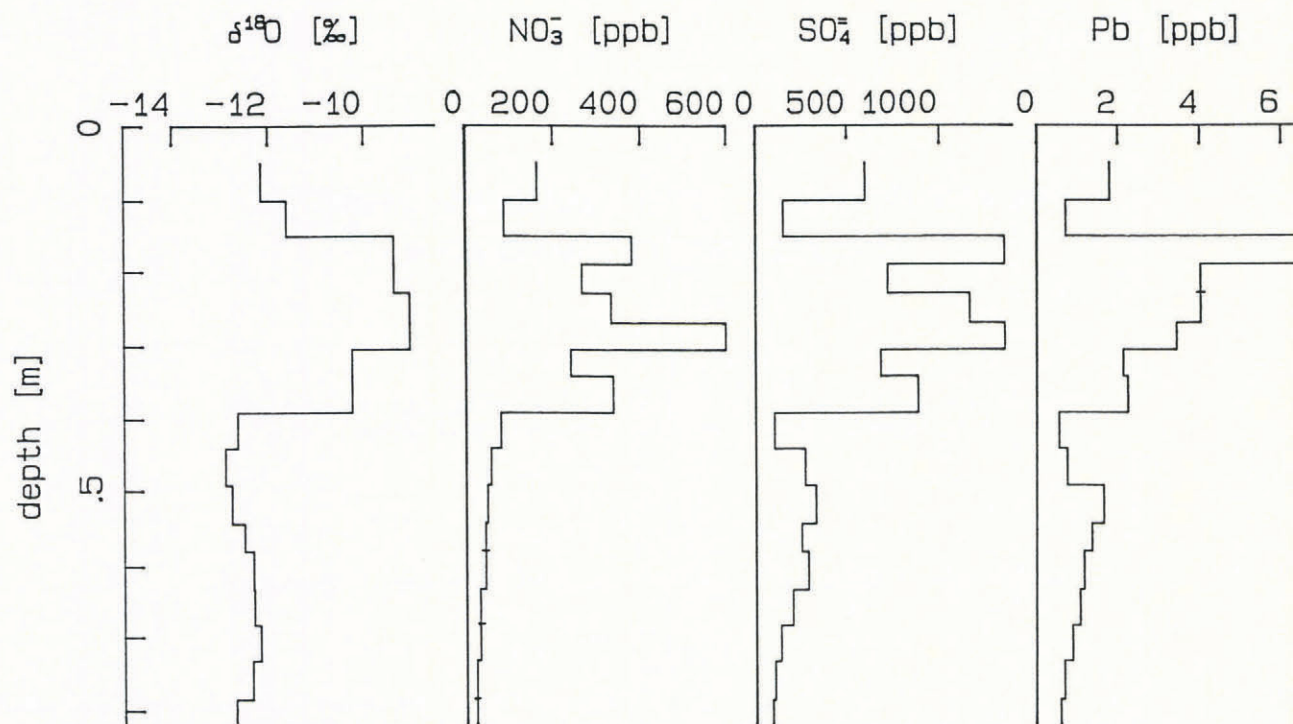 δ¹⁸O [‰] NO₃⁻ [ppb] SO₄⁼ [ppb] Pb [ppb]
-14 -12 -10 0 200 400 600 0 500 1000 0 2 4 6
0
.5
depth [m]